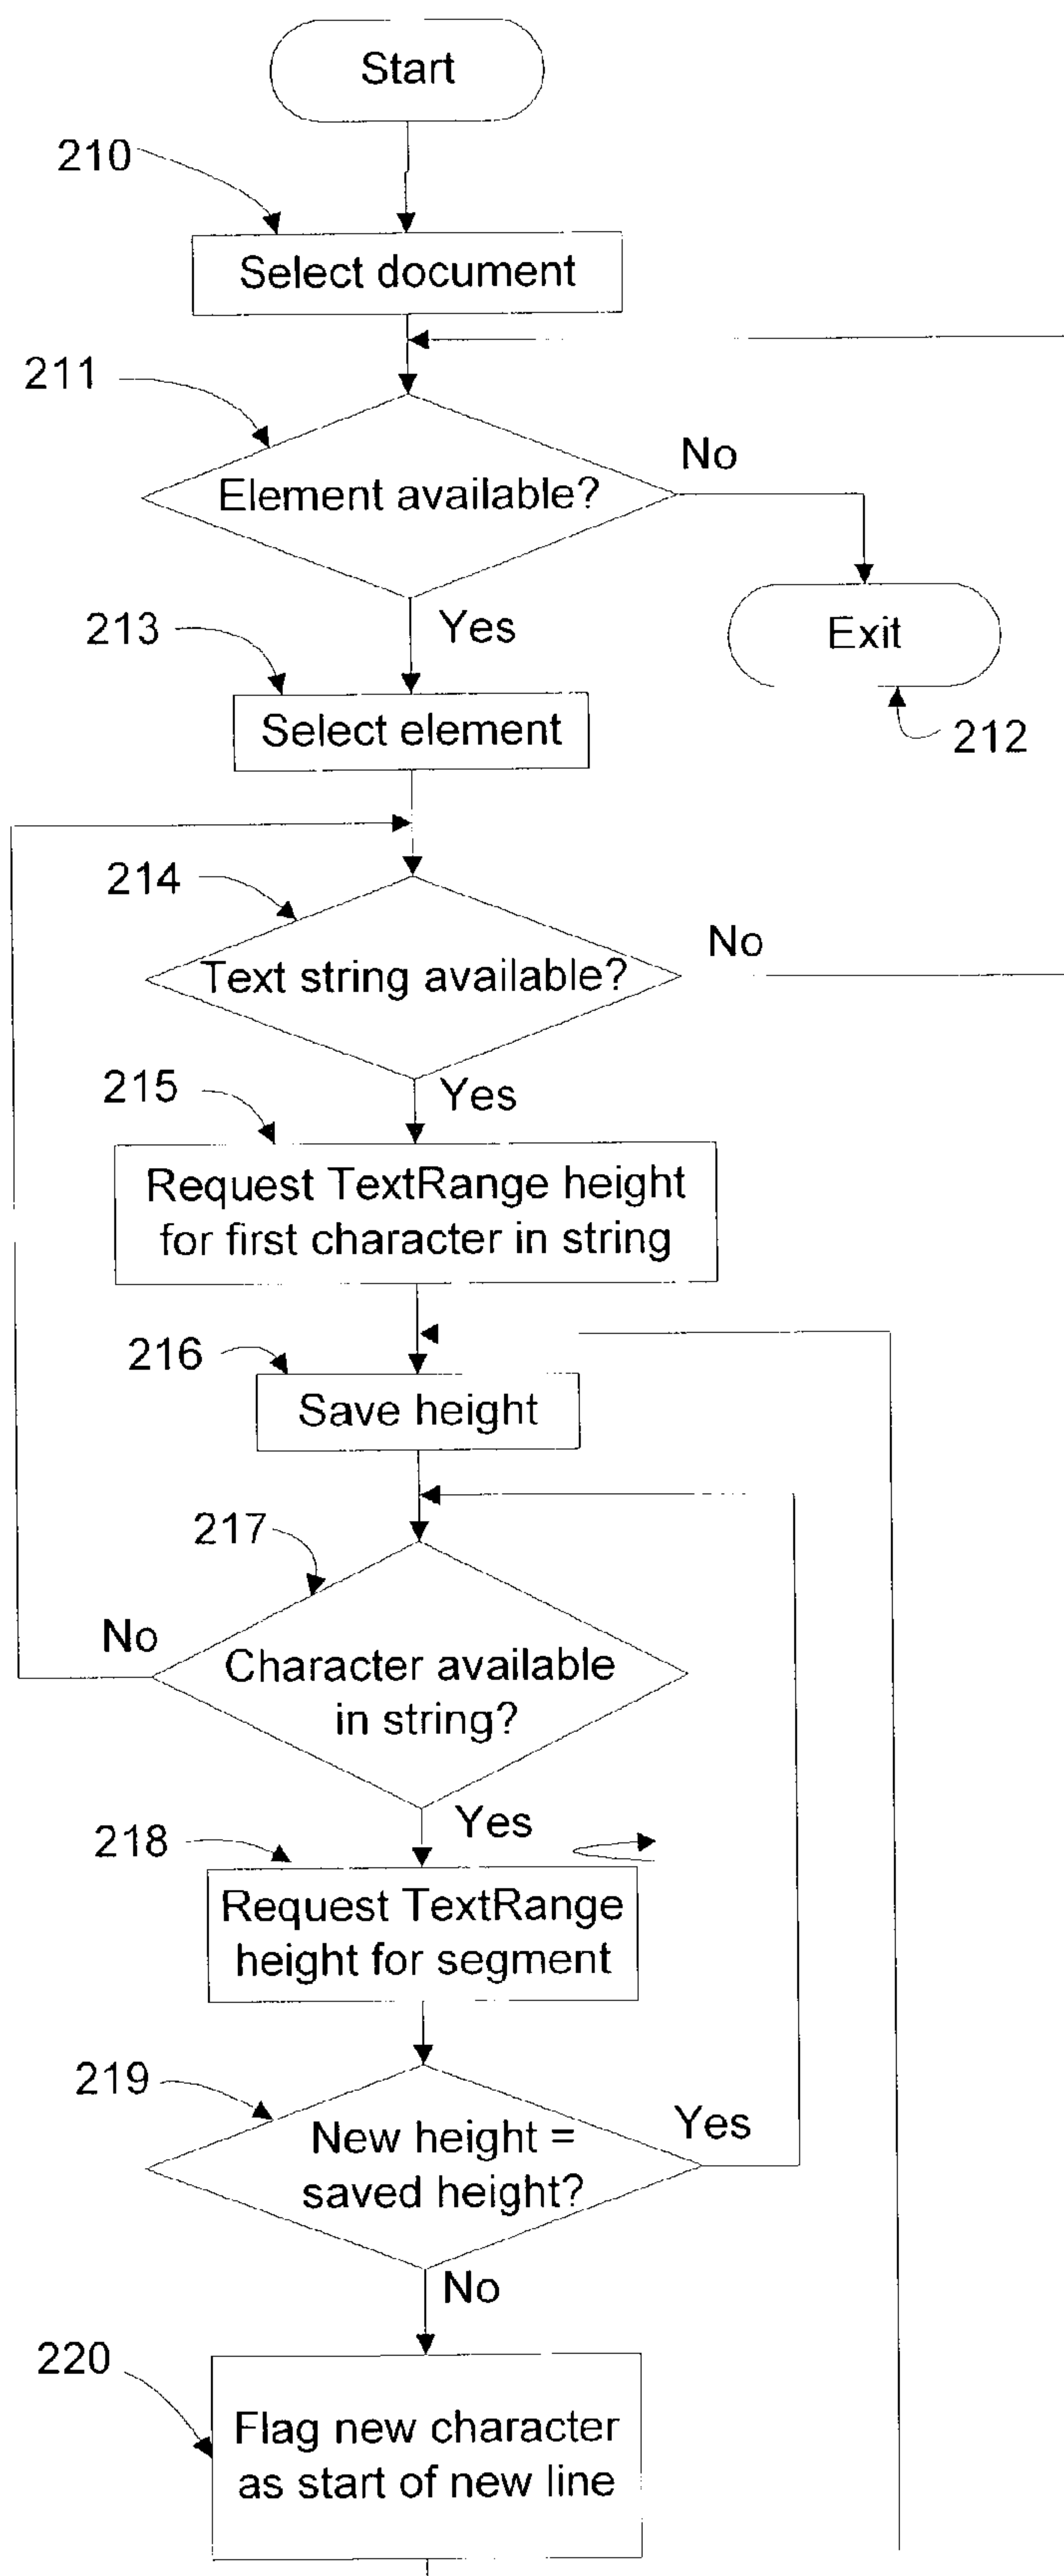 Start
210
Select document
211
No
Element available?
Yes
213
Exit
Select element
212
214
No
Text string available?
215
Yes
Request TextRange height
for first character in string
216
Save height
217
No
Character available
in string?
Yes
218
Request TextRange
height for segment
219
Yes
New height =
saved height?
No
220
Flag new character
as start of new line